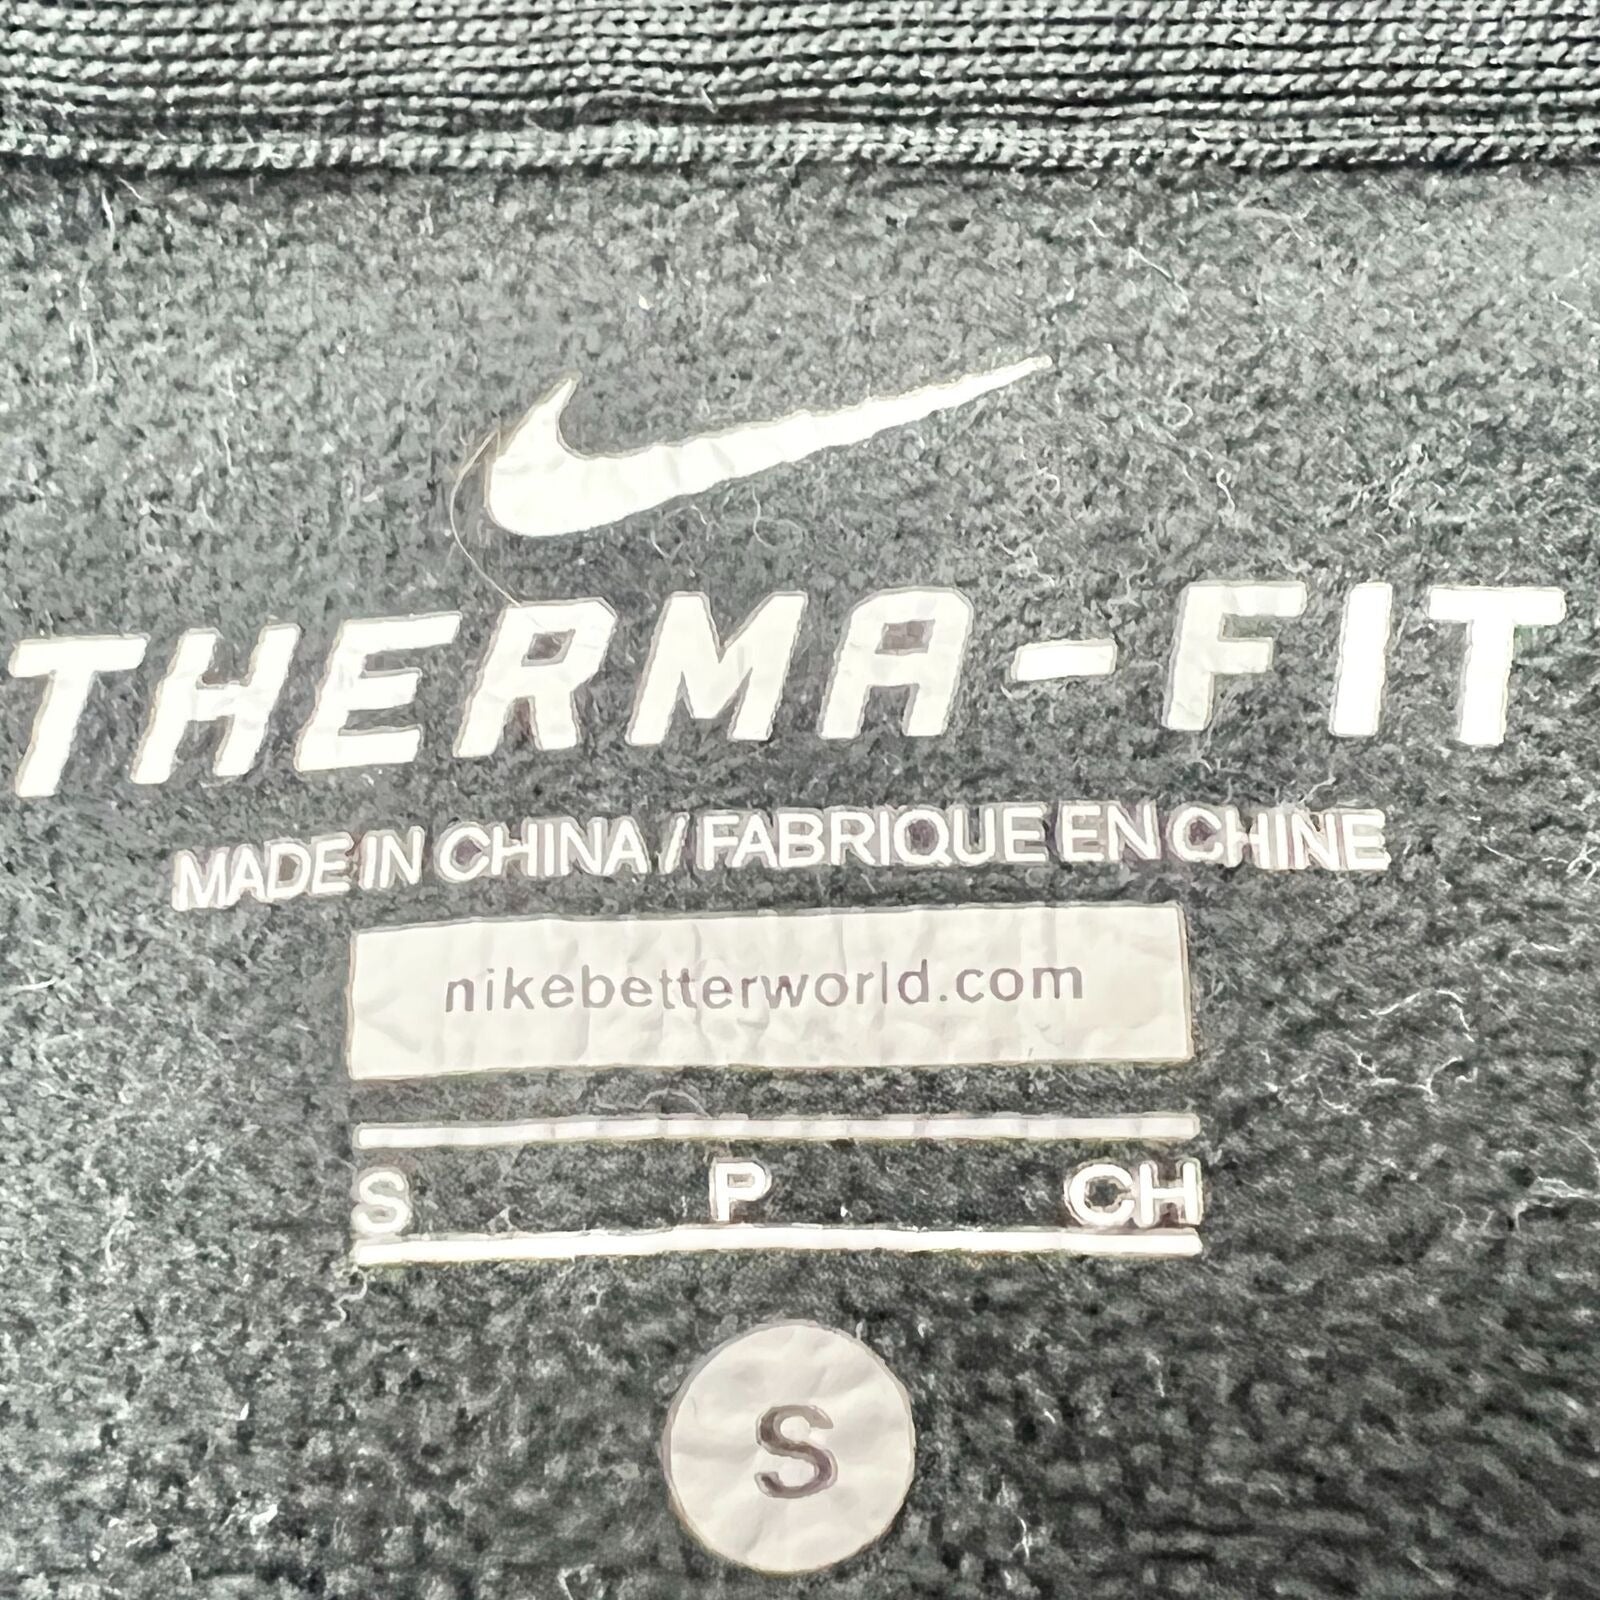 THERMA-FIT
MADE IN CHINA / FABRIQUE EN CHINE
nikebetterworld.com
S P CH
S